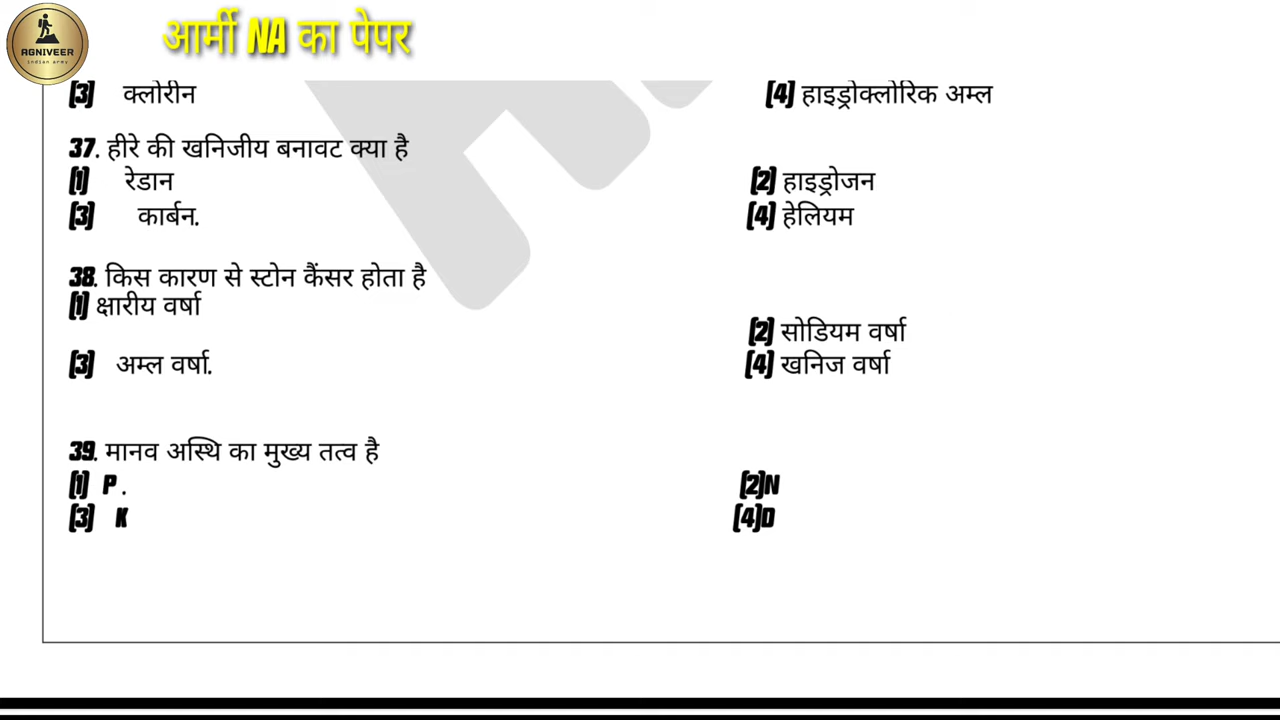 AGNIVEER
indian army
आर्मी NA का पेपर
(3) क्लोरीन (4) हाइड्रोक्लोरिक अम्ल
37. हीरे की खनिजीय बनावट क्या है
(1) रेडान (2) हाइड्रोजन
(3) कार्बन. (4) हेलियम
38. किस कारण से स्टोन कैंसर होता है
(1) क्षारीय वर्षा
(2) सोडियम वर्षा
(3) अम्ल वर्षा. (4) खनिज वर्षा
39. मानव अस्थि का मुख्य तत्व है
(1) P . (2)N
(3) K (4)D